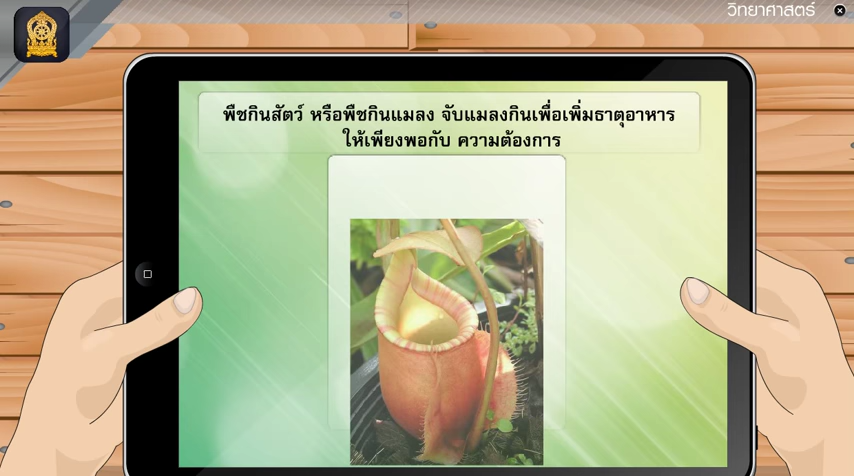 วิทยาศาสตร์
พืชกินสัตว์ หรือพืชกินแมลง จับแมลงกินเพื่อเพิ่มธาตุอาหาร
ให้เพียงพอกับ ความต้องการ